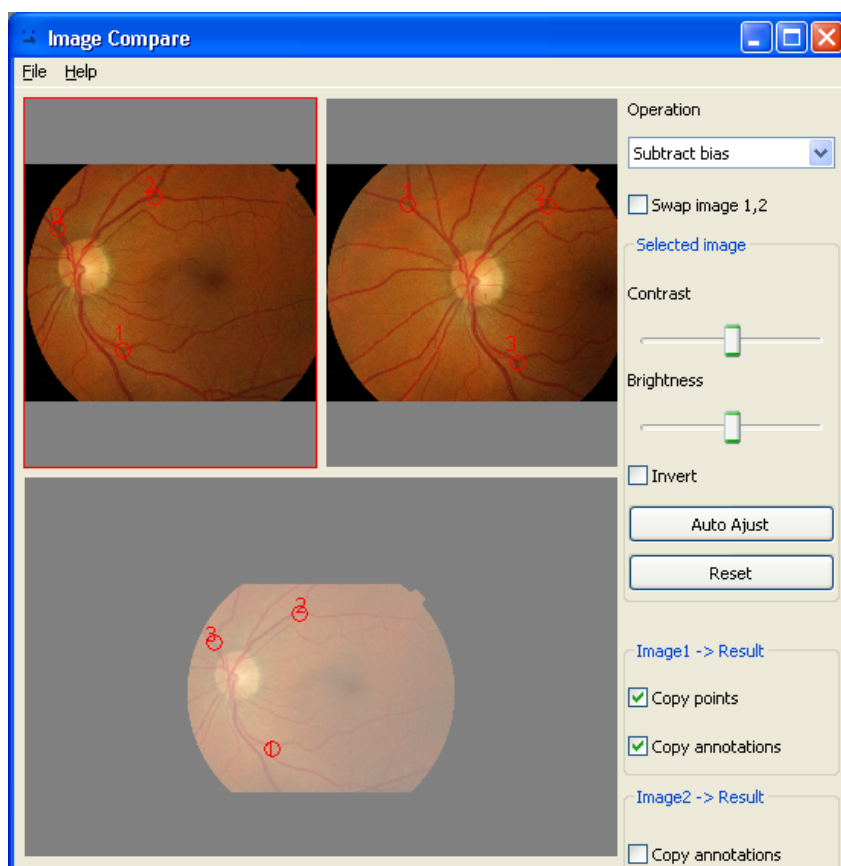 Image Compare
File Help
3
2
1
1
2
3
3
2
1
Operation
Subtract bias
Swap image 1,2
Selected image
Contrast
Brightness
Invert
Auto Ajust
Reset
Image1 -> Result
Copy points
Copy annotations
Image2 -> Result
Copy annotations